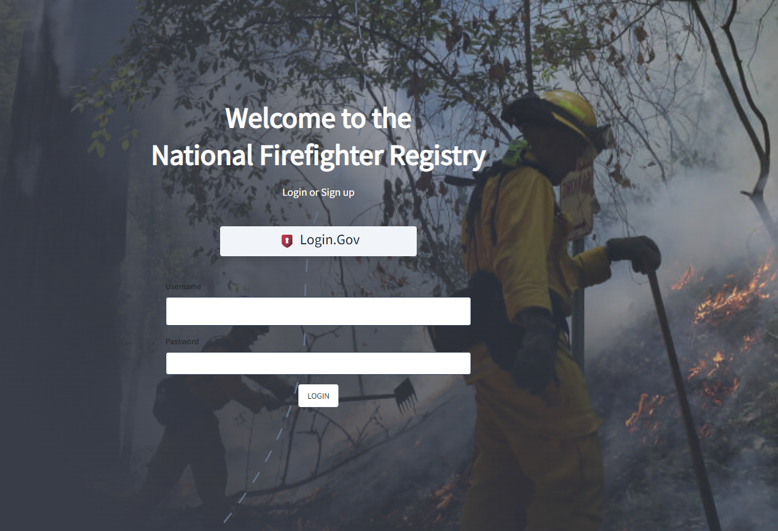 Welcome to the
National Firefighter Registry
Login or Sign up
Login.Gov
Username
Password
LOGIN